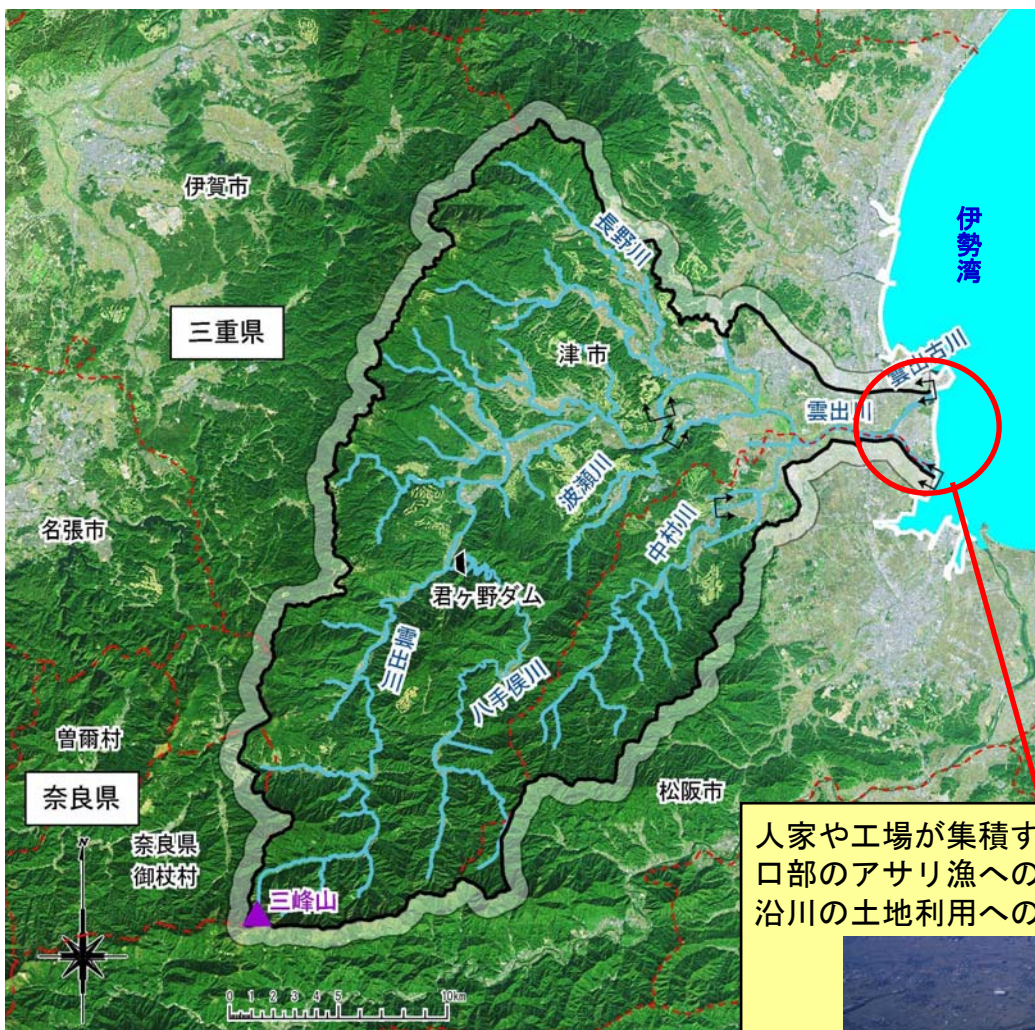 伊賀市
伊勢湾
長野川
三重県
津市
雲出古川
雲出川
波瀬川
中村川
名張市
君ヶ野ダム
雲出川
八手俣川
曽爾村
奈良県
松阪市
奈良県
御杖村
N
三峰山
0 1 2 3 4 5 10km
人家や工場が集積す
口部のアサリ漁への
沿川の土地利用への